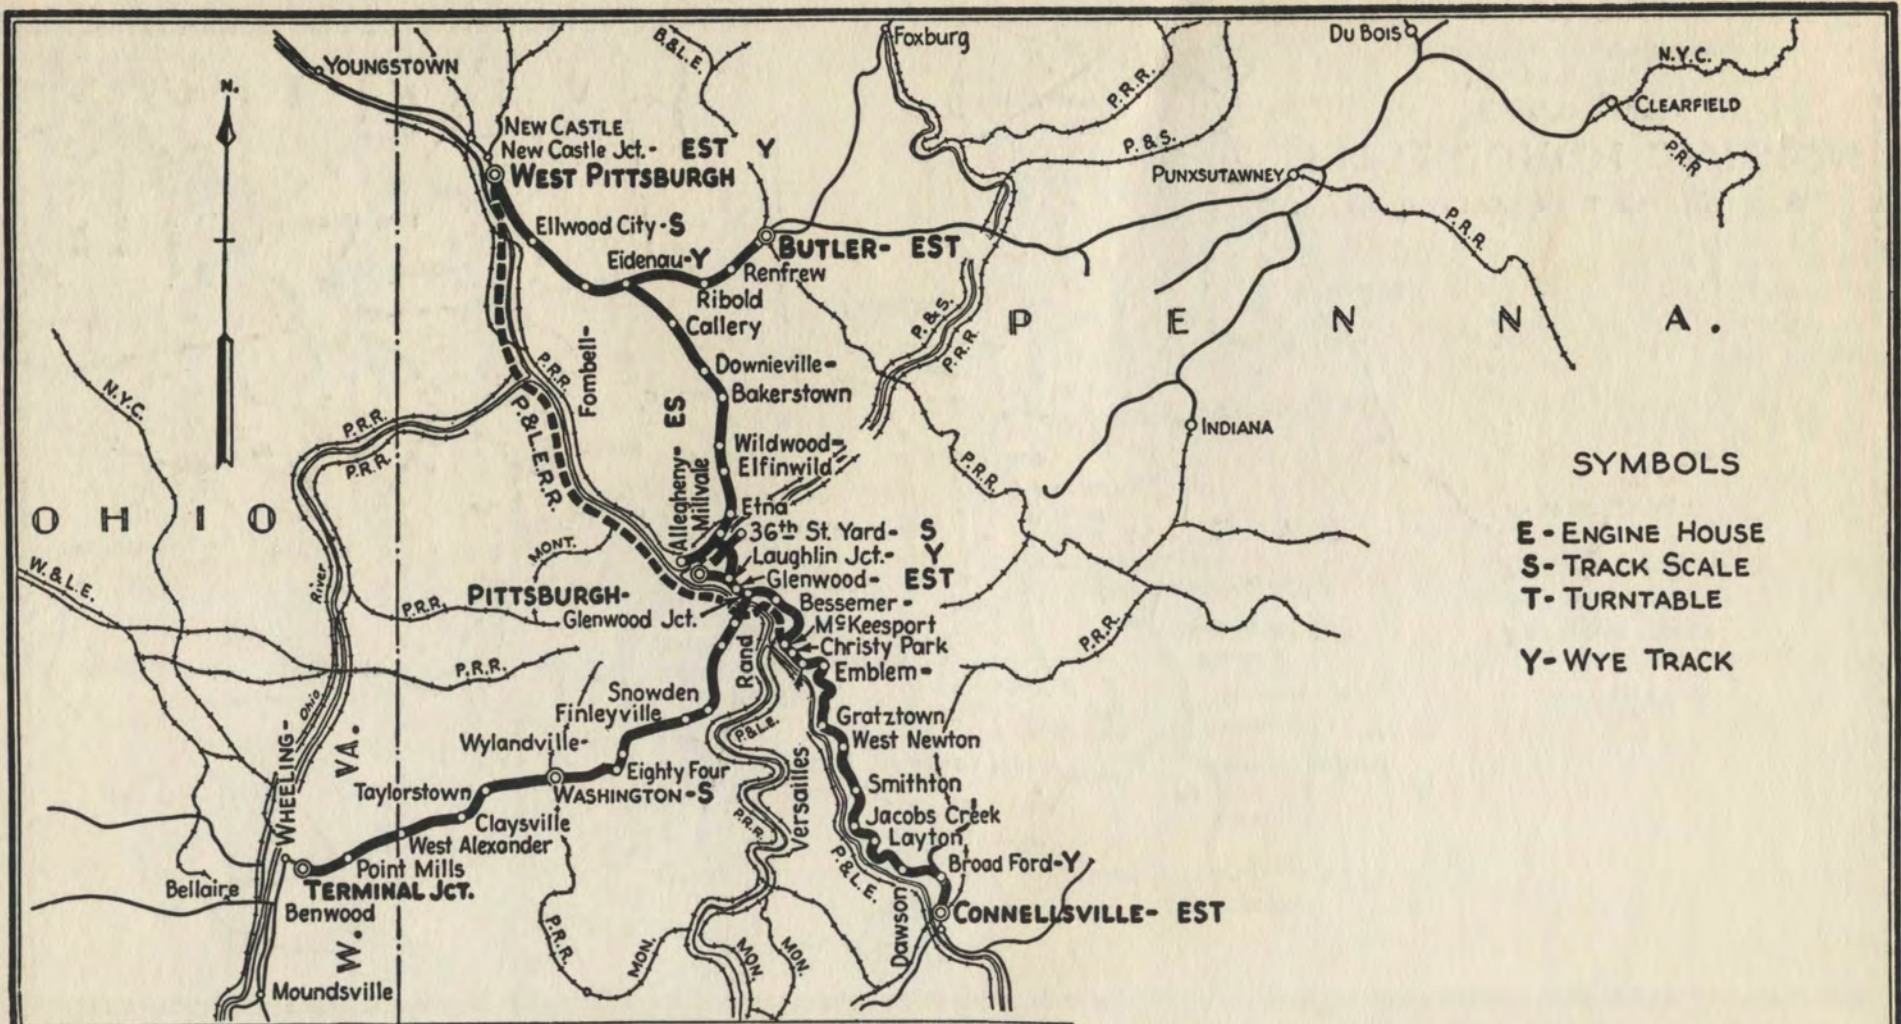 YOUNGSTOWN
B.&L.E.
Foxburg
Du Bois
N.Y.C.
N.
P.R.R.
CLEARFIELD
NEW CASTLE
New Castle Jct.- EST Y
WEST PITTSBURGH
P.&S.
P.R.R
PUNXSUTAWNEY
Ellwood City-S
P.R.R.
Eidenau-Y
BUTLER- EST
Renfrew
Ribold
Callery
P.&S.
P.R.R.
P E N N A.
Fombell-
P.R.R.
Downieville-
Bakerstown
N.Y.C.
P.R.R.
P.R.R.
P.&L.E.R.R.
Allegheny- ES
Millvale
Wildwood-
Elfinwild
INDIANA
P.R.R.
SYMBOLS
E-ENGINE HOUSE
S-TRACK SCALE
T-TURNTABLE
Y-WYE TRACK
OHIO
Etna
36th St. Yard- S
Laughlin Jct.- Y
Glenwood- EST
MONT.
W.&L.E.
River
P.R.R.
PITTSBURGH-
Glenwood Jct.
Bessemer-
McKeesport
Christy Park
Emblem-
P.R.R.
P.R.R.
Rand
Ohio
Snowden
Finleyville
P.&L.E.
Gratztown
West Newton
Wylandville-
WHEELING-
W. VA.
Eighty Four
Taylorstown
WASHINGTON-S
Versailles
Smithton
Claysville
P.R.R.
Jacobs Creek
Layton
West Alexander
Point Mills
P.&L.E.
Broad Ford-Y
Bellaire
TERMINAL JCT.
Benwood
Dawson
CONNELLSVILLE- EST
P.R.R.
MON.
MON.
MON.
Moundsville